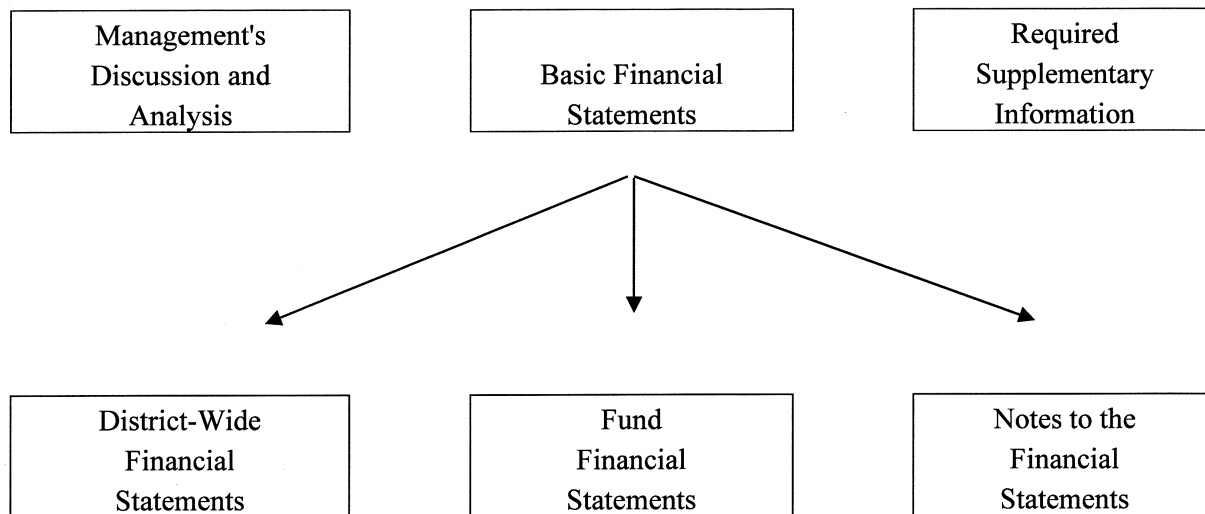 Management's
Discussion and
Analysis
Basic Financial
Statements
Required
Supplementary
Information
District-Wide
Financial
Statements
Fund
Financial
Statements
Notes to the
Financial
Statements